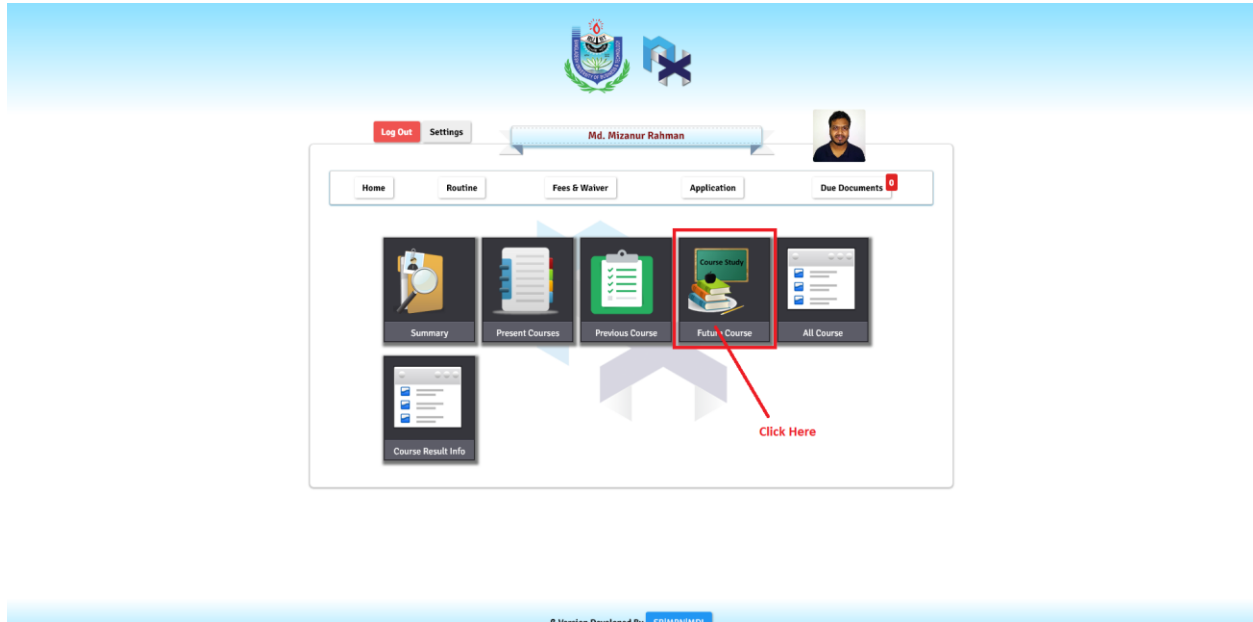 Log Out
Settings
Md. Mizanur Rahman
Home
Routine
Fees & Waiver
Application
Due Documents
0
Course Study
Summary
Present Courses
Previous Course
Future Course
All Course
Course Result Info
Click Here
Version Developed By